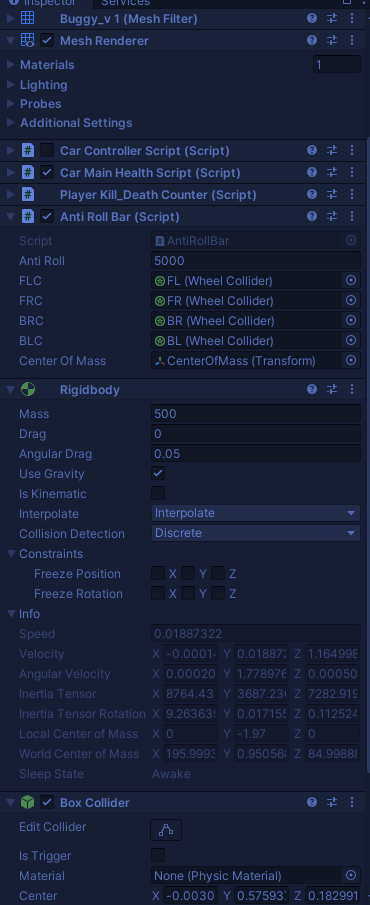 Inspector Services
Buggy_v 1 (Mesh Filter)
Mesh Renderer
Materials 1
Lighting
Probes
Additional Settings
# Car Controller Script (Script)
# Car Main Health Script (Script)
# Player Kill_Death Counter (Script)
# Anti Roll Bar (Script)
Script AntiRollBar
Anti Roll 5000
FLC FL (Wheel Collider)
FRC FR (Wheel Collider)
BRC BR (Wheel Collider)
BLC BL (Wheel Collider)
Center Of Mass CenterOfMass (Transform)
Rigidbody
Mass 500
Drag 0
Angular Drag 0.05
Use Gravity
Is Kinematic
Interpolate Interpolate
Collision Detection Discrete
Constraints
Freeze Position X Y Z
Freeze Rotation X Y Z
Info
Speed 0.01887322
Velocity X -0.0001 Y 0.01887 Z 1.164998
Angular Velocity X 0.00020 Y 1.778976 Z 0.00050
Inertia Tensor X 8764.43 Y 3687.23 Z 7282.919
Inertia Tensor Rotation X 9.26363 Y 0.01715 Z 0.112524
Local Center of Mass X 0 Y -1.97 Z 0
World Center of Mass X 195.9993 Y 0.95056 Z 84.99888
Sleep State Awake
Box Collider
Edit Collider
Is Trigger
Material None (Physic Material)
Center X -0.0030 Y 0.57593 Z 0.182991